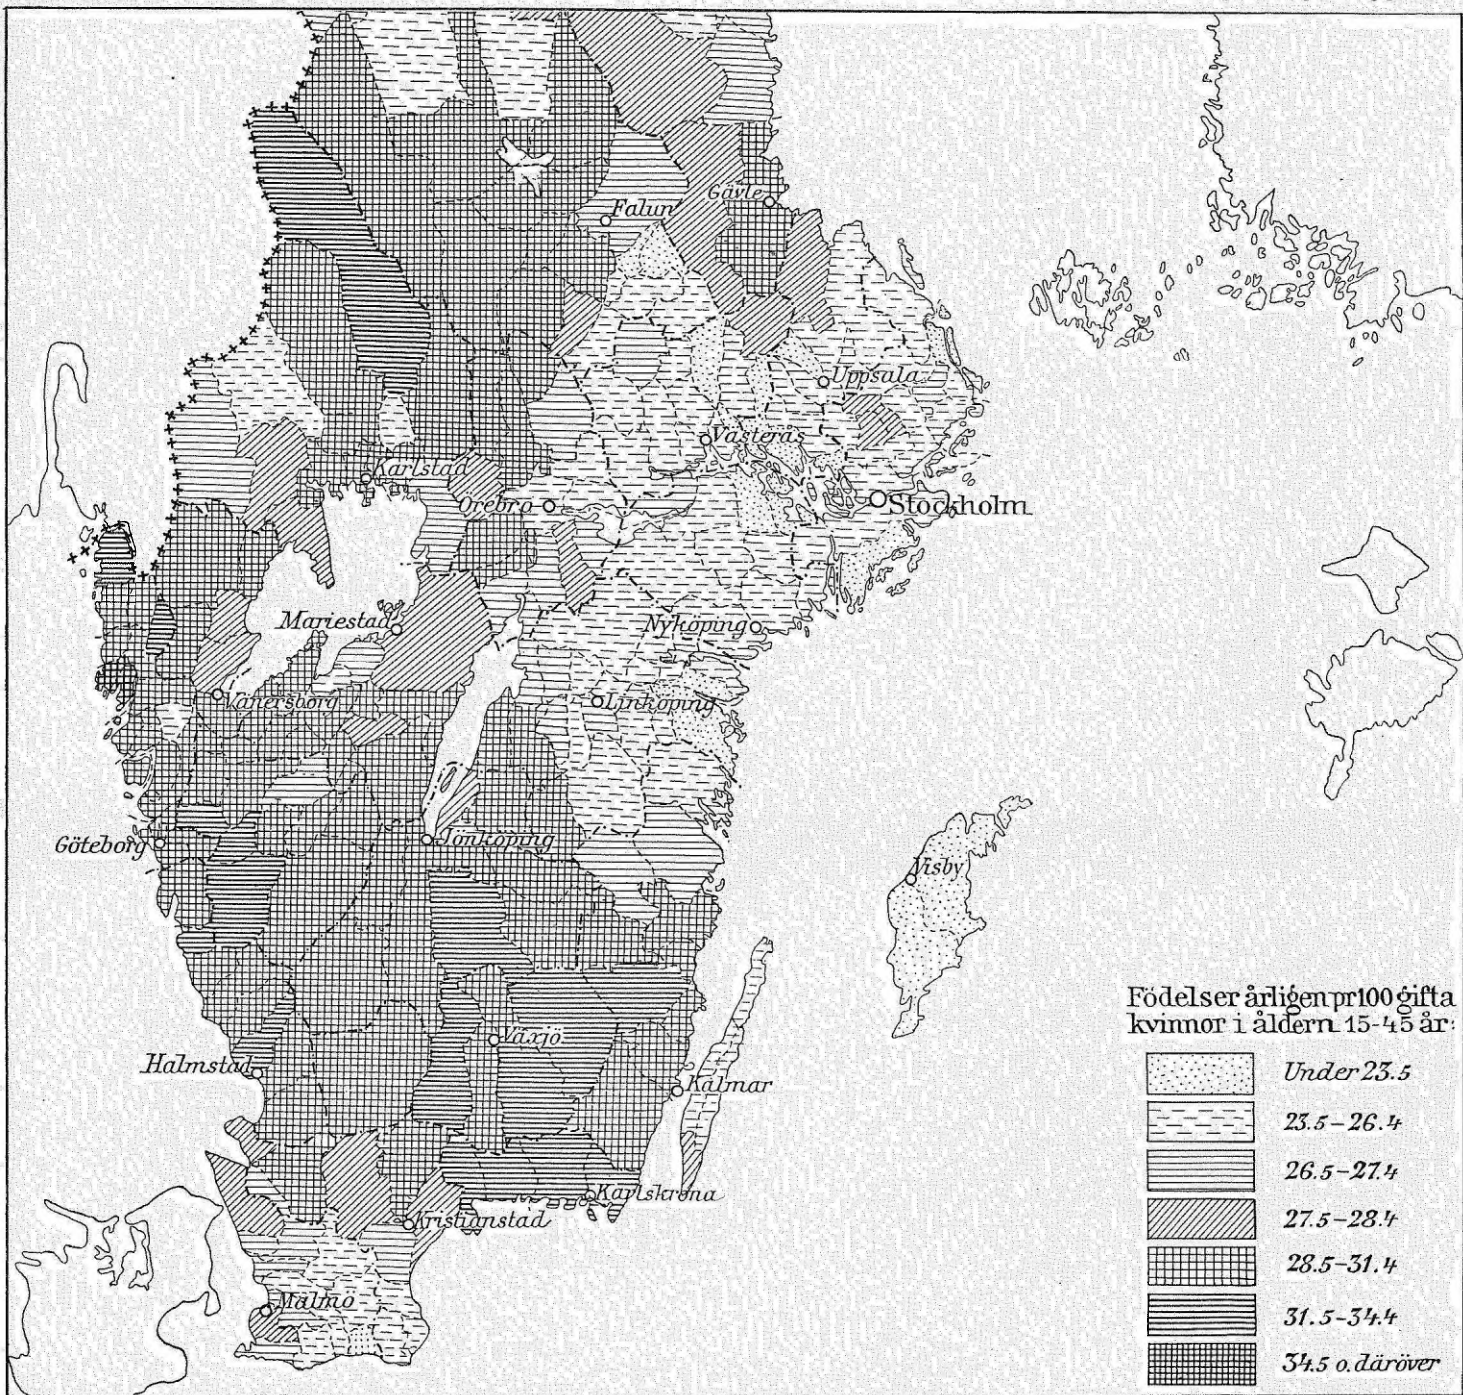 Gävle
Falun
Uppsala
Västerås
Karlstad
Örebro
Stockholm
Mariestad
Nyköping
Vänersborg
Linköping
Göteborg
Jönköping
Visby
Växjö
Halmstad
Kalmar
Karlskrona
Kristianstad
Malmö
Födelser årligen pr 100 gifta
kvinnor i åldern 15-45 år:
Under 23.5
23.5-26.4
26.5-27.4
27.5-28.4
28.5-31.4
31.5-34.4
34.5 o. däröver